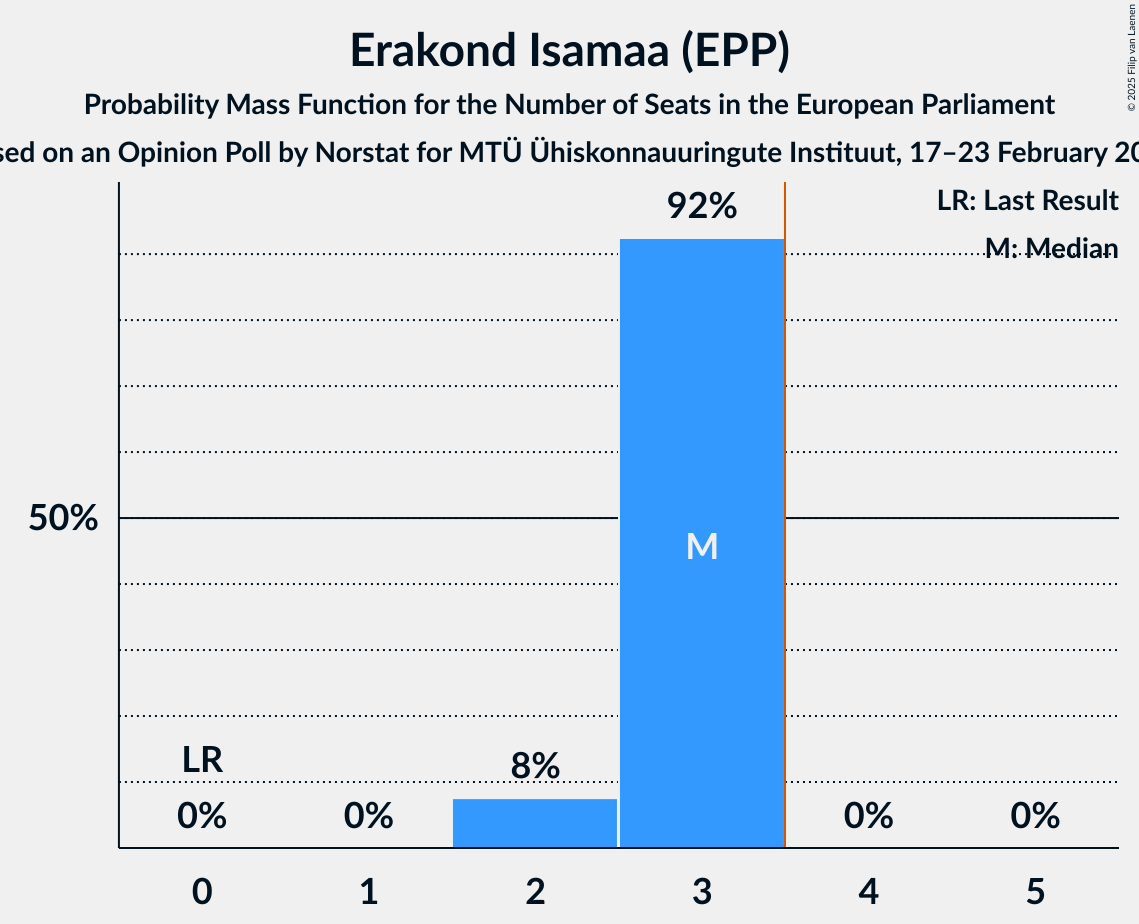 Erakond Isamaa (EPP)
Probability Mass Function for the Number of Seats in the European Parliament
on an Opinion Poll by Norstat for MTÜ Ühiskonnauuringute Instituut, 17–23 February
© 2025 Filip van Laenen
LR: Last Result
M: Median
92%
50%
M
LR
8%
0%
0%
0%
0%
0
1
2
3
4
5